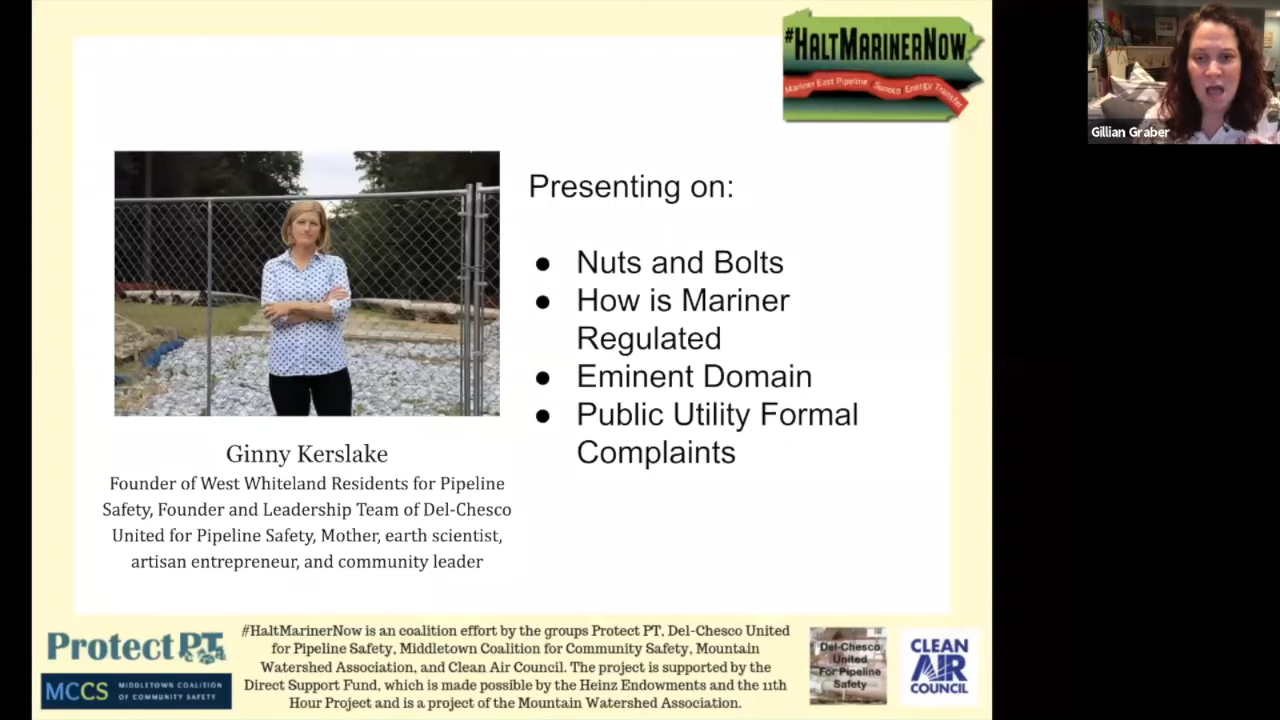 #HALTMARINERNOW
Mariner East Pipeline - Sunoco Energy Transfer
Gillian Graber
Presenting on:
● Nuts and Bolts
● How is Mariner
Regulated
● Eminent Domain
● Public Utility Formal
Complaints
Ginny Kerslake
Founder of West Whiteland Residents for Pipeline
Safety, Founder and Leadership Team of Del-Chesco
United for Pipeline Safety, Mother, earth scientist,
artisan entrepreneur, and community leader
Protect PT
MCCS
MIDDLETOWN COALITION
OF COMMUNITY SAFETY
#HaltMarinerNow is an coalition effort by the groups Protect PT, Del-Chesco United
for Pipeline Safety, Middletown Coalition for Community Safety, Mountain
Watershed Association, and Clean Air Council. The project is supported by the
Direct Support Fund, which is made possible by the Heinz Endowments and the 11th
Hour Project and is a project of the Mountain Watershed Association.
Del-Chesco
United
For Pipeline
Safety
CLEAN
AIR
COUNCIL